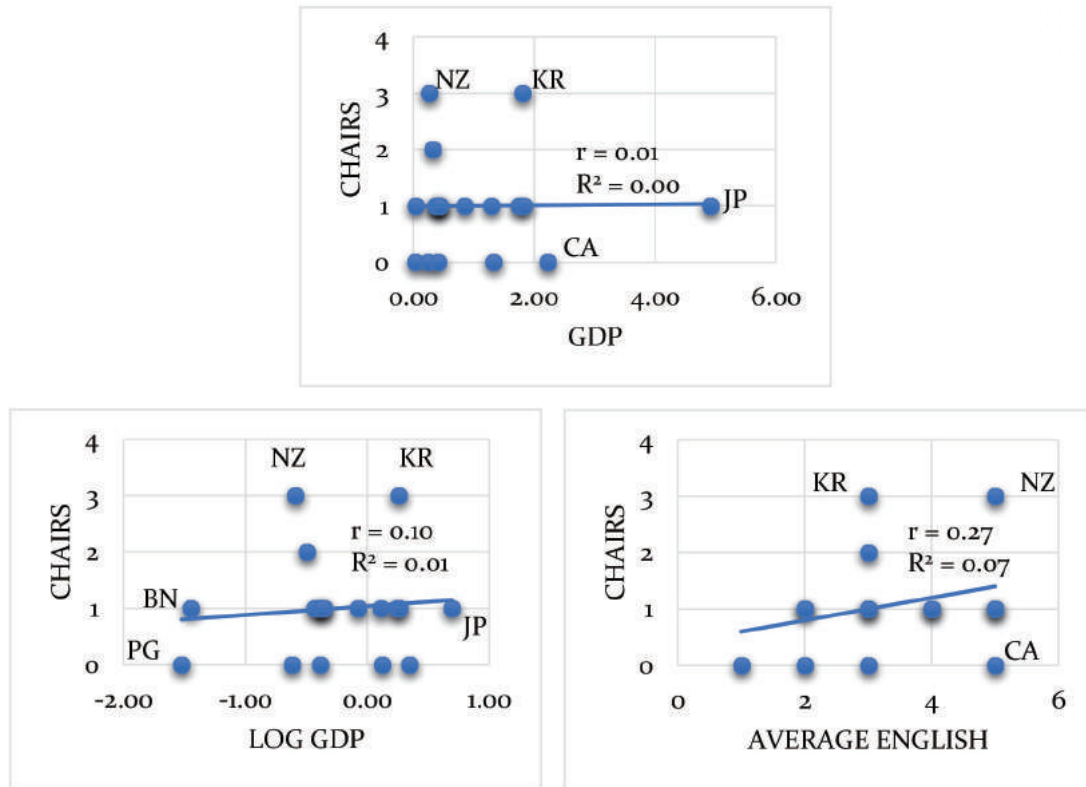 4
NZ
KR
3
CHAIRS
2
r = 0.01
R² = 0.00
1
JP
CA
0
0.00 2.00 4.00 6.00
GDP
4
NZ
KR
3
CHAIRS
r = 0.10
2
R² = 0.01
BN
1
JP
PG
0
-2.00 -1.00 0.00 1.00
LOG GDP
4
KR
NZ
3
CHAIRS
r = 0.27
2
R² = 0.07
1
CA
0
0 2 4 6
AVERAGE ENGLISH